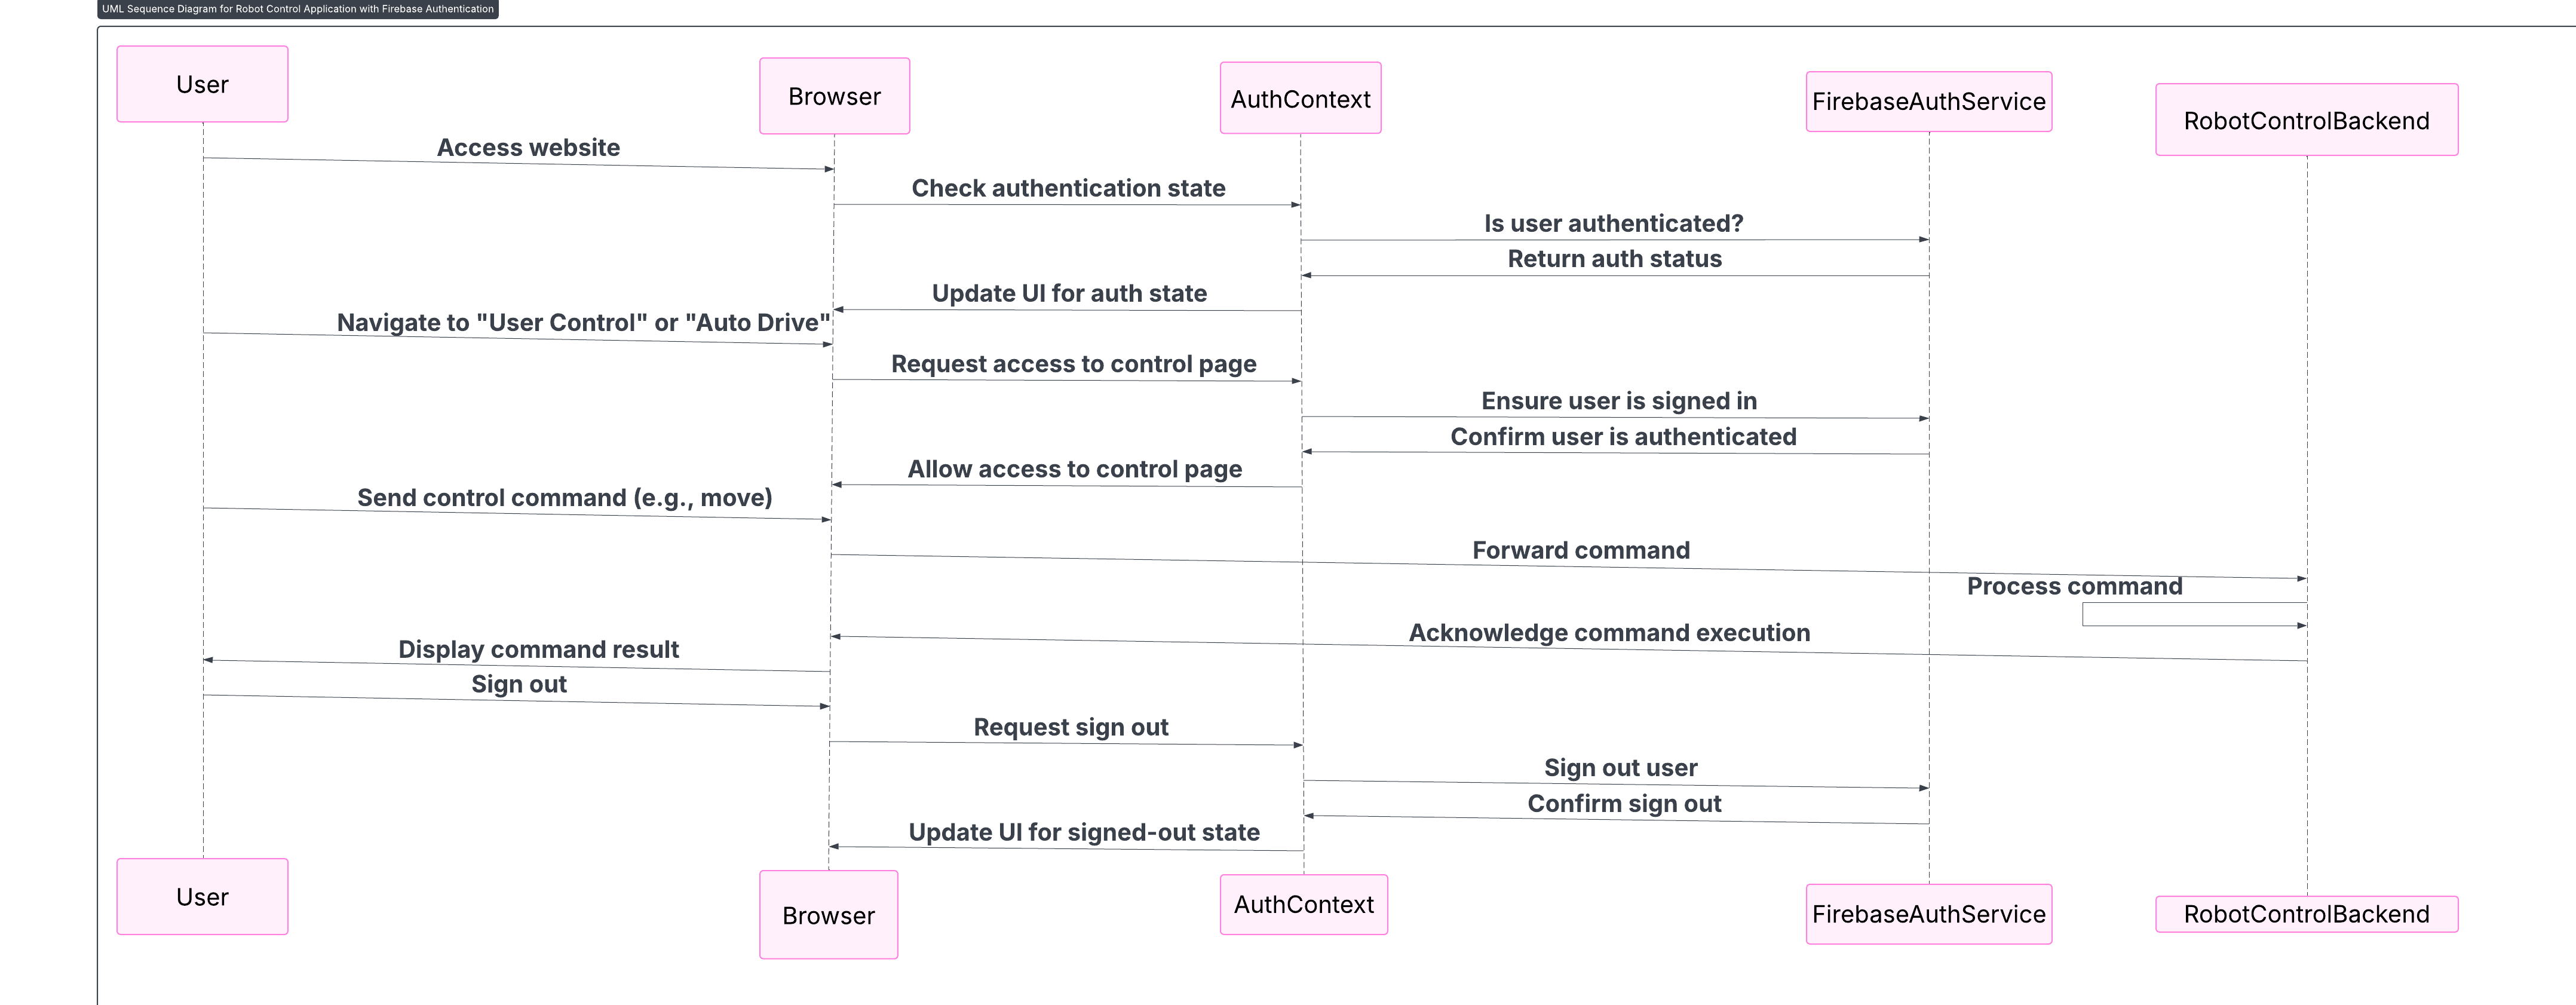 UML Sequence Diagram for Robot Control Application with Firebase Authentication
User
Browser
AuthContext
FirebaseAuthService
RobotControlBackend
Access website
Check authentication state
Is user authenticated?
Return auth status
Update UI for auth state
Navigate to "User Control" or "Auto Drive"
Request access to control page
Ensure user is signed in
Confirm user is authenticated
Allow access to control page
Send control command (e.g., move)
Forward command
Process command
Acknowledge command execution
Display command result
Sign out
Request sign out
Sign out user
Confirm sign out
Update UI for signed-out state
User
Browser
AuthContext
FirebaseAuthService
RobotControlBackend